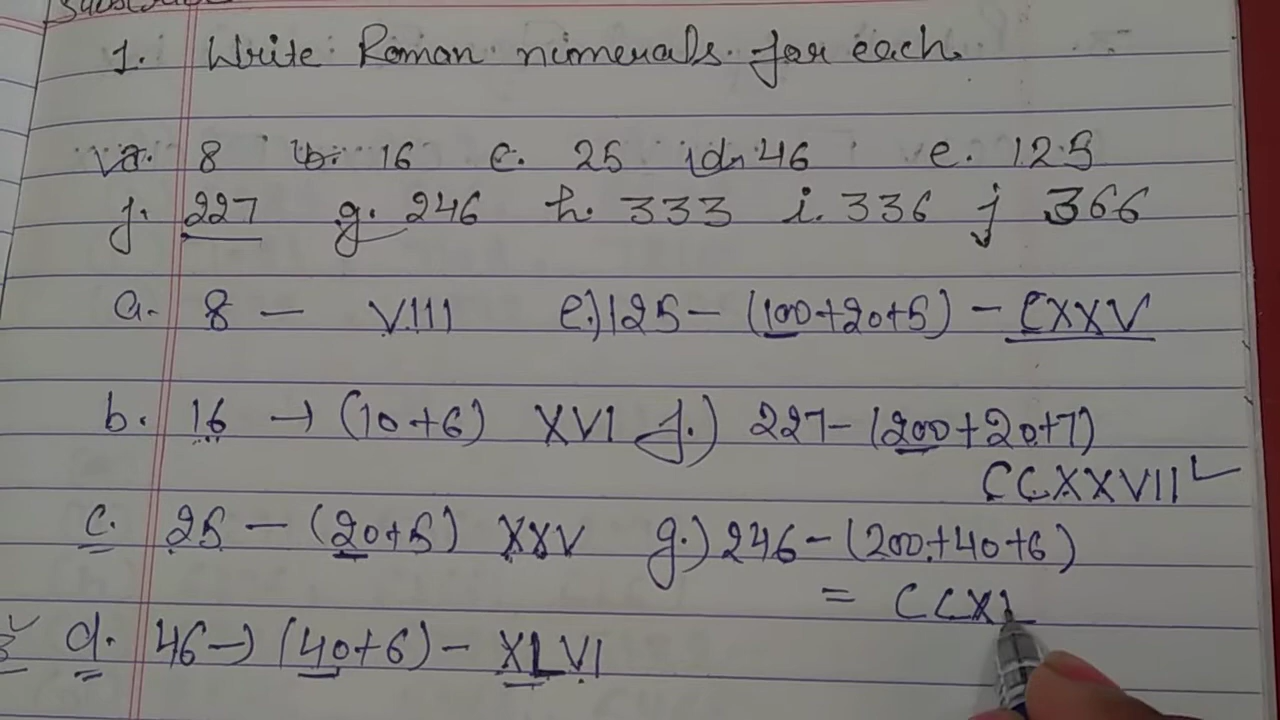 1. Write Roman numerals for each.
a. 8 b. 16 c. 25 d. 46 e. 125
f. 227 g. 246 h. 333 i. 336 j 366
a. 8 — VIII e.) 125 – (100+20+5) – CXXV
b. 16 → (10+6) XVI f.) 227 – (200+20+7)
CCXXVII
c. 25 – (20+5) XXV g.) 246 – (200+40+6)
= CCXL
d. 46 → (40+6) – XLVI